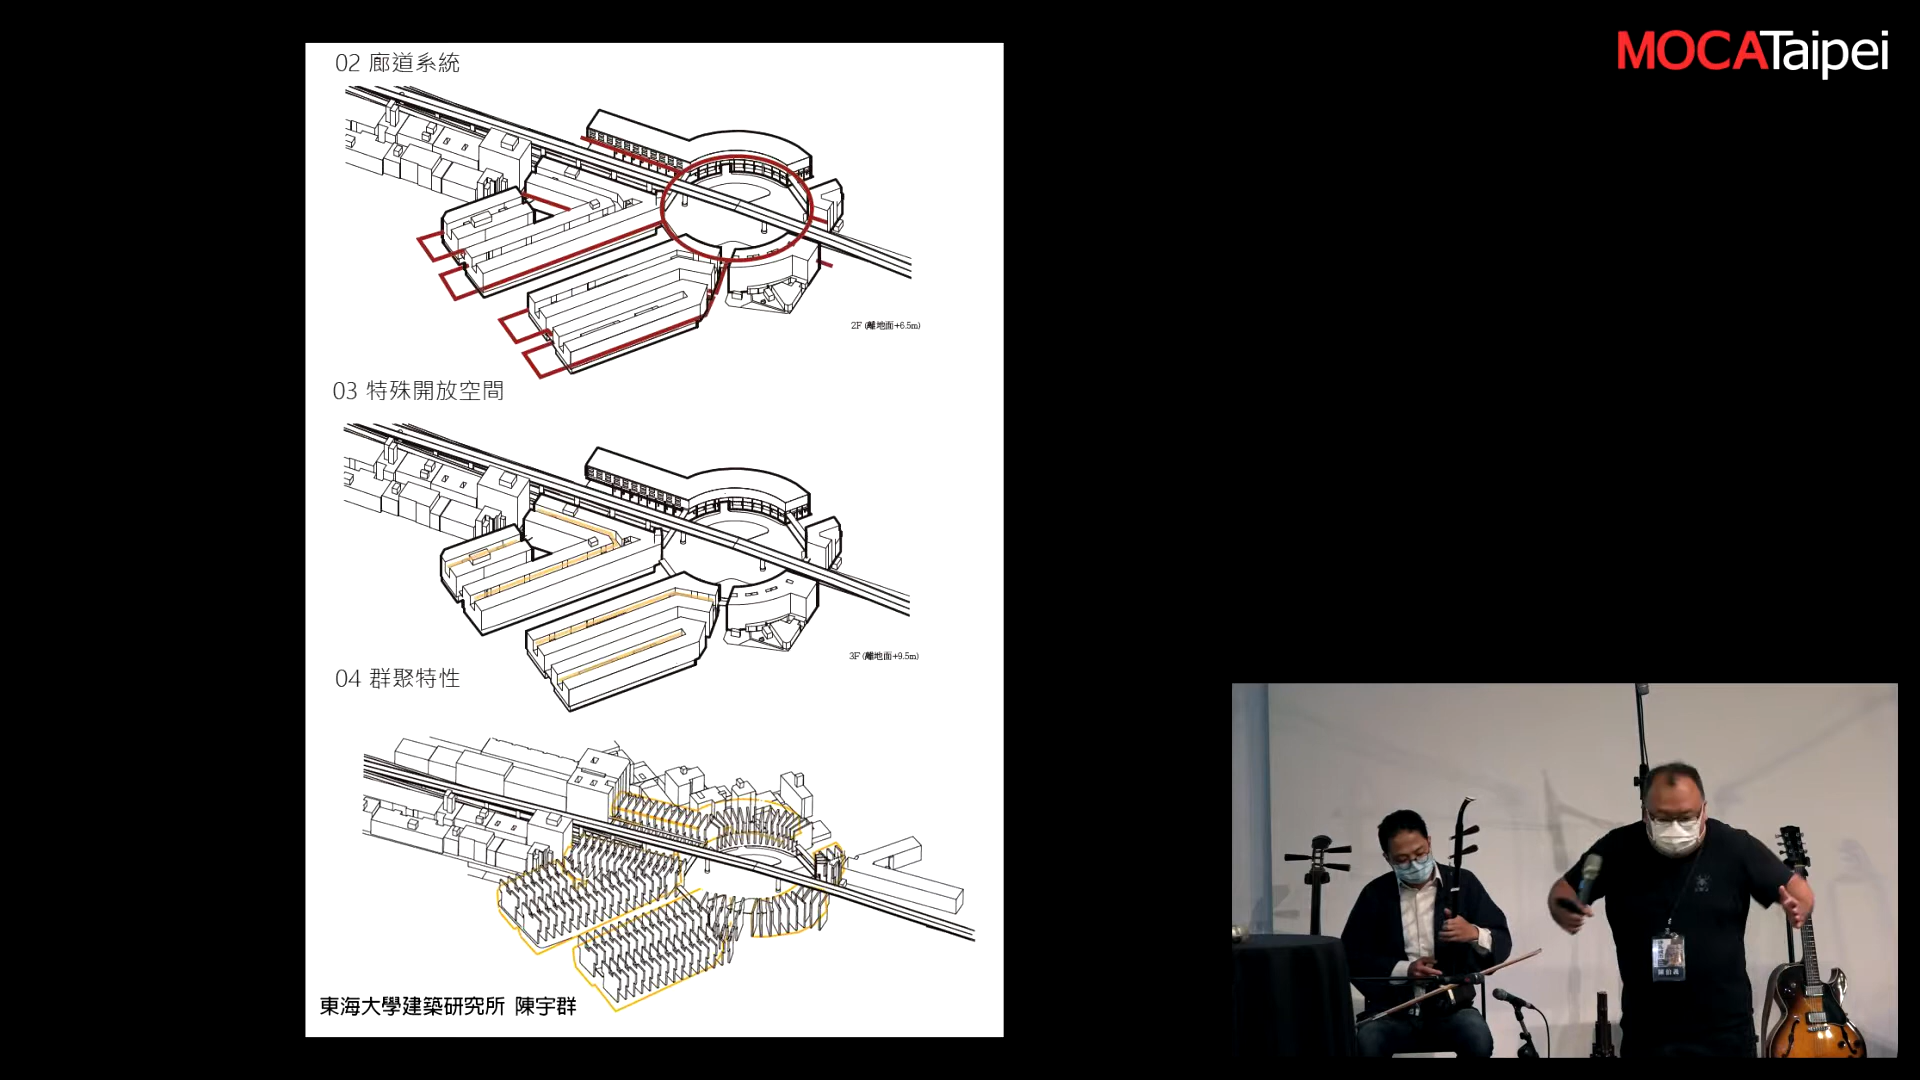 MOCATaipei
02 廊道系統
2F (離地面+6.5m)
03 特殊開放空間
3F (離地面+9.5m)
04 群聚特性
東海大學建築研究所 陳宇群